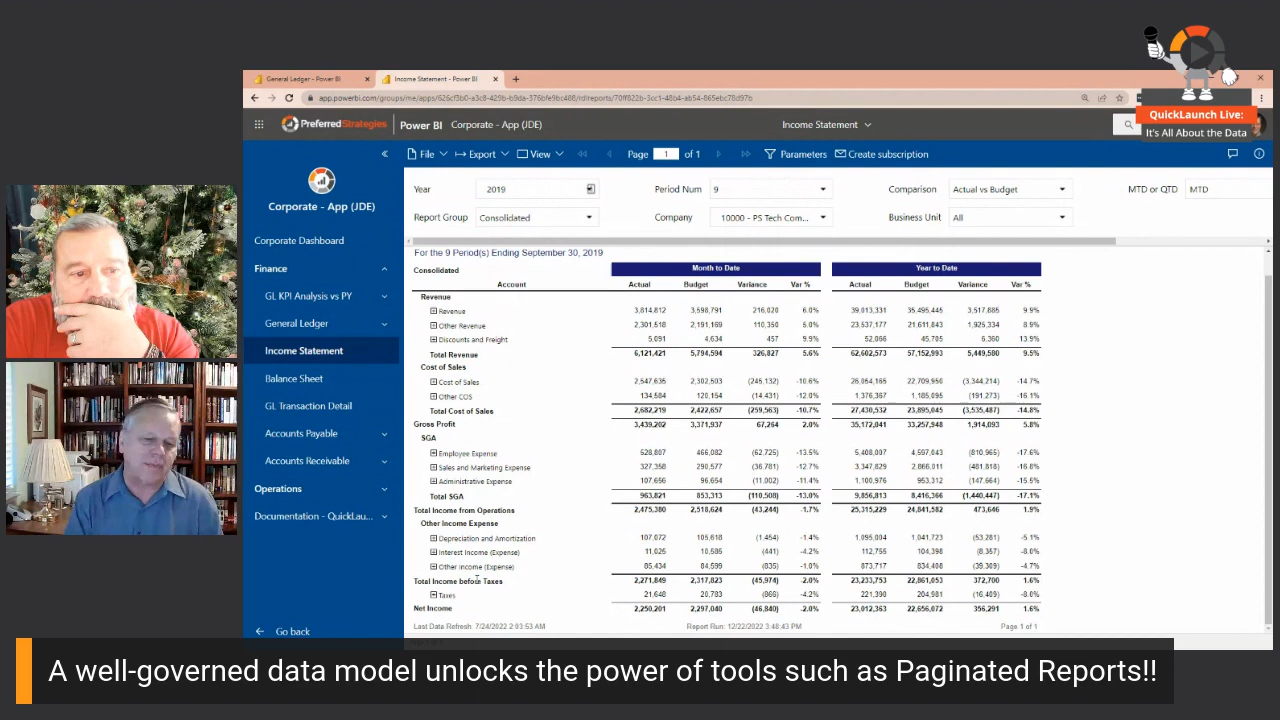 QuickLaunch Live:
It's All About the Data
General Ledger - Power BI
Income Statement - Power BI
PreferredStrategies
Power BI
Corporate - App (JDE)
Income Statement
File
Export
View
Page
1
of 1
Parameters
Create subscription
Corporate - App (JDE)
Corporate Dashboard
Finance
GL KPI Analysis vs PY
General Ledger
Income Statement
Balance Sheet
GL Transaction Detail
Accounts Payable
Accounts Receivable
Operations
Documentation - QuickLau...
Go back
Year 2019 Period Num 9 Comparison Actual vs Budget MTD or QTD MTD
Report Group Consolidated Company 10000 - PS Tech Com... Business Unit All
For the 9 Period(s) Ending September 30, 2019
Consolidated Month to Date Year to Date
Account Actual Budget Variance Var % Actual Budget Variance Var %
Revenue
Revenue 3,814,812 3,598,791 216,020 6.0% 39,013,331 35,495,445 3,517,885 9.9%
Other Revenue 2,301,518 2,191,169 110,350 5.0% 23,537,177 21,611,843 1,925,334 8.9%
Discounts and Freight 5,091 4,634 457 9.9% 52,066 45,705 6,360 13.9%
Total Revenue 6,121,421 5,794,594 326,827 5.6% 62,602,573 57,152,993 5,449,580 9.5%
Cost of Sales
Cost of Sales 2,547,635 2,302,503 (245,132) -10.6% 26,054,165 22,709,950 (3,344,214) -14.7%
Other COS 134,584 120,154 (14,431) -12.0% 1,376,367 1,185,095 (191,273) -16.1%
Total Cost of Sales 2,682,219 2,422,657 (259,563) -10.7% 27,430,532 23,895,045 (3,535,487) -14.8%
Gross Profit 3,439,202 3,371,937 67,264 2.0% 35,172,041 33,257,948 1,914,093 5.8%
SGA
Employee Expense 528,807 466,082 (62,725) -13.5% 5,408,007 4,597,043 (810,965) -17.6%
Sales and Marketing Expense 327,358 290,577 (36,781) -12.7% 3,347,829 2,866,011 (481,818) -16.8%
Administrative Expense 107,656 96,654 (11,002) -11.4% 1,100,976 953,312 (147,664) -15.5%
Total SGA 963,821 853,313 (110,508) -13.0% 9,856,813 8,416,366 (1,440,447) -17.1%
Total Income from Operations 2,475,380 2,518,624 (43,244) -1.7% 25,315,229 24,841,582 473,646 1.9%
Other Income Expense
Depreciation and Amortization 107,072 105,618 (1,454) -1.4% 1,095,004 1,041,723 (53,281) -5.1%
Interest Income (Expense) 11,025 10,585 (441) -4.2% 112,755 104,398 (8,357) -8.0%
Other income (Expense) 85,434 84,599 (835) -1.0% 873,717 834,408 (39,309) -4.7%
Total Income before Taxes 2,271,849 2,317,823 (45,974) -2.0% 23,233,753 22,861,053 372,700 1.6%
Taxes 21,648 20,783 (866) -4.2% 221,390 204,981 (16,409) -8.0%
Net Income 2,250,201 2,297,040 (46,840) -2.0% 23,012,363 22,656,072 356,291 1.6%
Last Data Refresh: 7/24/2022 2:03:53 AM Report Run: 12/22/2022 3:48:43 PM Page 1 of 1
A well-governed data model unlocks the power of tools such as Paginated Reports!!